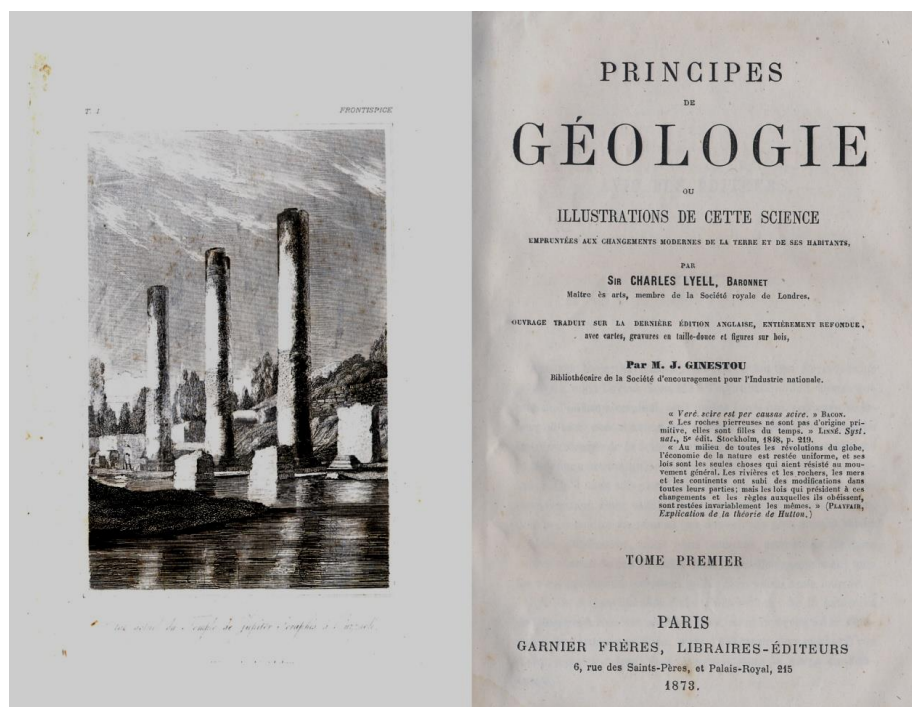 T. I
FRONTISPICE
PRINCIPES
DE
GÉOLOGIE
OU
ILLUSTRATIONS DE CETTE SCIENCE
EMPRUNTÉES AUX CHANGEMENTS MODERNES DE LA TERRE ET DE SES HABITANTS,
PAR
SIR CHARLES LYELL, BARONNET
Maître ès arts, membre de la Société royale de Londres.
OUVRAGE TRADUIT SUR LA DERNIÈRE ÉDITION ANGLAISE, ENTIÈREMENT REFONDUE,
avec cartes, gravures en taille-douce et figures sur bois,
Par M. J. GINESTOU
Bibliothécaire de la Société d'encouragement pour l'Industrie nationale.
« Verè scire est per causas scire. » BACON.
« Les roches pierreuses ne sont pas d'origine pri-
mitive, elles sont filles du temps. » LINNÉ. Syst.
nat., 5e édit. Stockholm, 1848, p. 219.
« Au milieu de toutes les révolutions du globe,
l'économie de la nature est restée uniforme, et ses
lois sont les seules choses qui aient résisté au mou-
vement général. Les rivières et les rochers, les mers
et les continents ont subi des modifications dans
toutes leurs parties; mais les lois qui président à ces
changements et les règles auxquelles ils obéissent,
sont restées invariablement les mêmes. » (PLAYFAIR,
Explication de la théorie de Hutton.)
TOME PREMIER
PARIS
GARNIER FRÈRES, LIBRAIRES-ÉDITEURS
6, rue des Saints-Pères, et Palais-Royal, 215
1873.
du Temple de Jupiter Serapis à